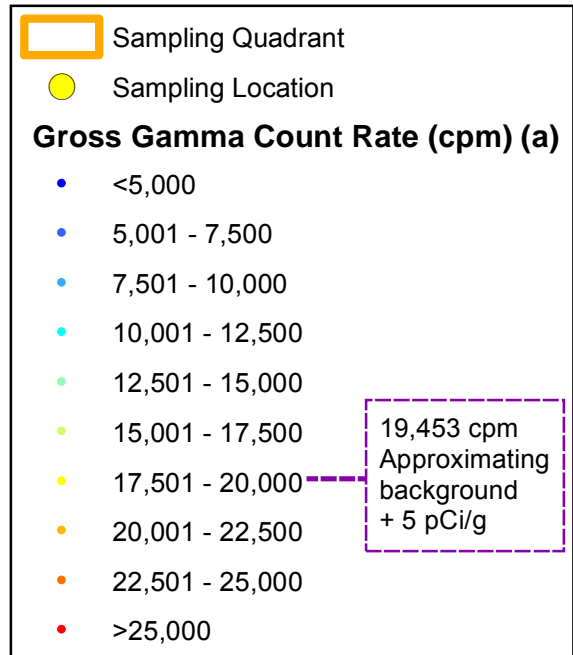 Sampling Quadrant
Sampling Location
Gross Gamma Count Rate (cpm) (a)
<5,000
5,001 - 7,500
7,501 - 10,000
10,001 - 12,500
12,501 - 15,000
15,001 - 17,500
17,501 - 20,000
20,001 - 22,500
22,501 - 25,000
>25,000
19,453 cpm
Approximating
background
+ 5 pCi/g